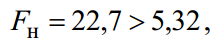 Fн = 22,7 > 5,32,